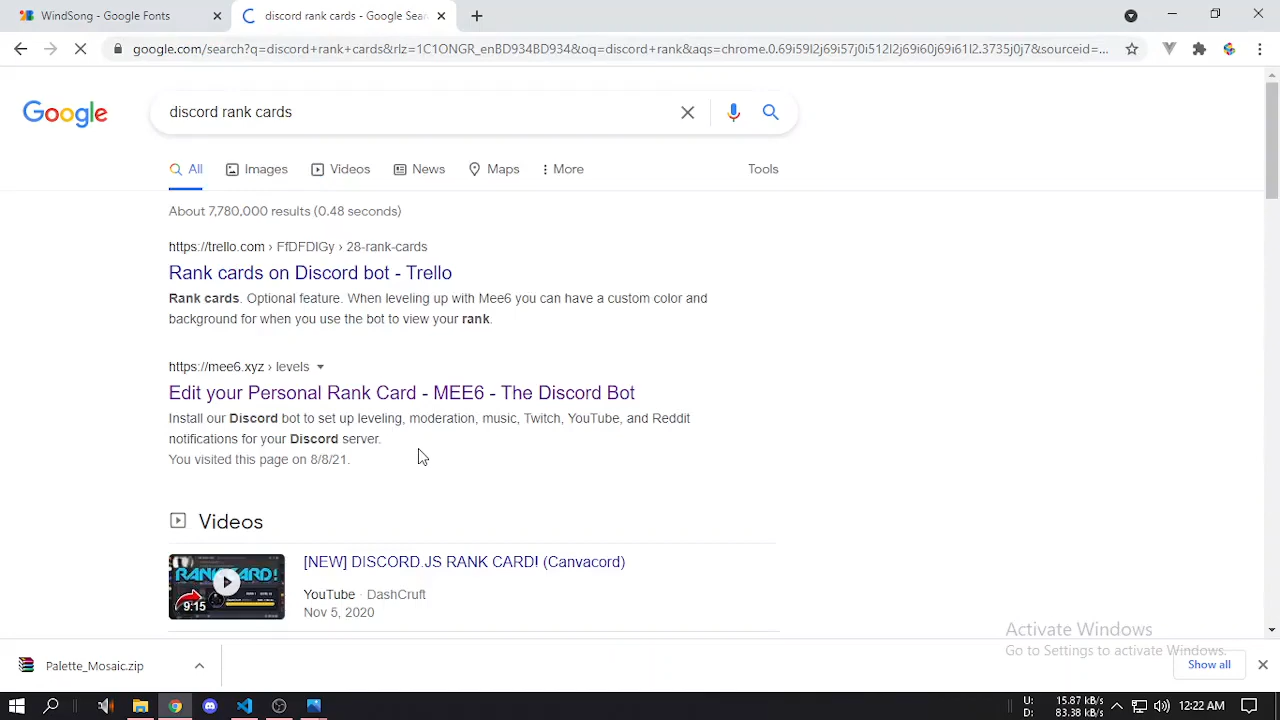 WindSong - Google Fonts
discord rank cards - Google Sear
google.com/search?q=discord+rank+cards&rlz=1C1ONGR_enBD934BD934&oq=discord+rank&aqs=chrome.0.69i59l2j69i57j0i512l2j69i60j69i61l2.3735j0j7&sourceid=...
Google
discord rank cards
All
Images
Videos
News
Maps
More
Tools
About 7,780,000 results (0.48 seconds)
https://trello.com › FfDFDIGy › 28-rank-cards
Rank cards on Discord bot - Trello
Rank cards. Optional feature. When leveling up with Mee6 you can have a custom color and
background for when you use the bot to view your rank.
https://mee6.xyz › levels
Edit your Personal Rank Card - MEE6 - The Discord Bot
Install our Discord bot to set up leveling, moderation, music, Twitch, YouTube, and Reddit
notifications for your Discord server.
You visited this page on 8/8/21.
Videos
RANKCARD!
9:15
[NEW] DISCORD.JS RANK CARD! (Canvacord)
YouTube · DashCruft
Nov 5, 2020
Activate Windows
Go to Settings to activate Windows.
Palette_Mosaic.zip
Show all
U: 15.87 kB/s
D: 83.38 kB/s
12:22 AM